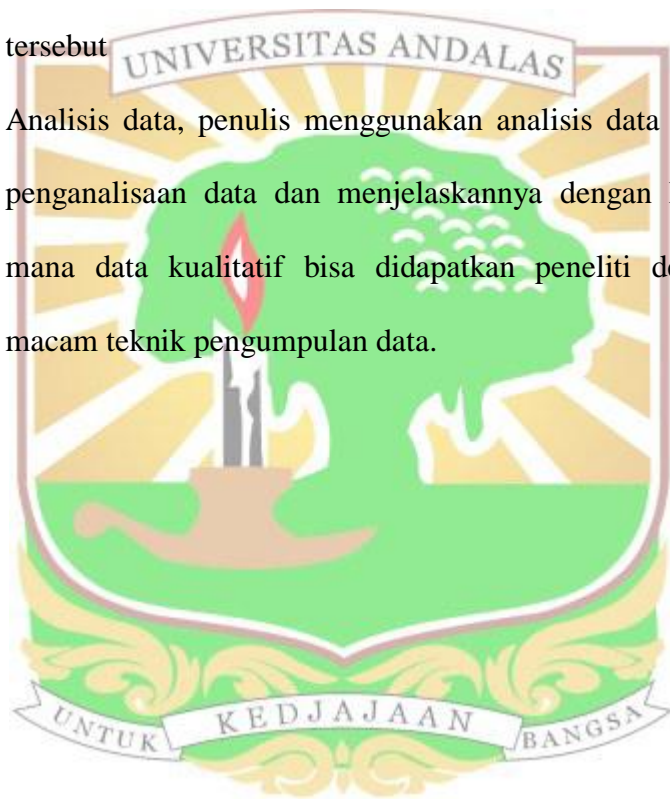 tersebut
UNIVERSITAS ANDALAS
Analisis data, penulis menggunakan analisis data
penganalisaan data dan menjelaskannya dengan
mana data kualitatif bisa didapatkan peneliti
macam teknik pengumpulan data.
UNTUK KEDJAJAAN BANGSA